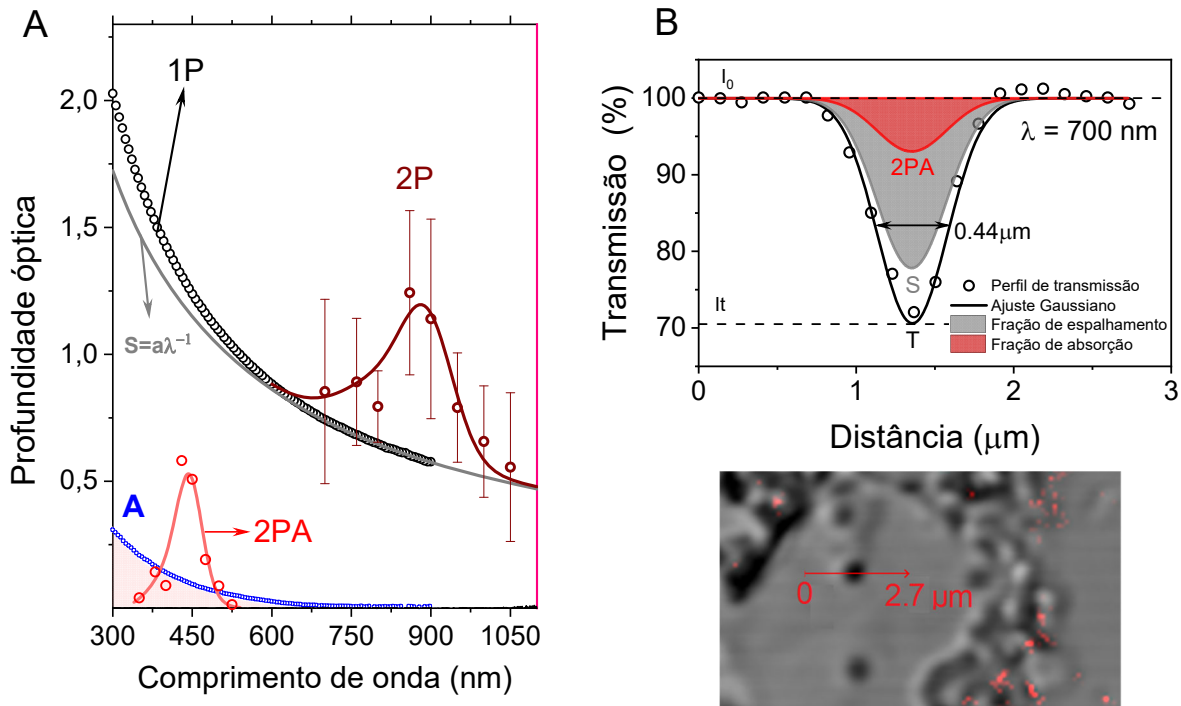 A
2,0
1,5
1,0
0,5
Profundidade óptica
1P
2P
S=aλ⁻¹
A
2PA
300 450 600 750 900 1050
Comprimento de onda (nm)
B
I₀
100
90
80
70
Transmissão (%)
λ = 700 nm
2PA
0.44µm
S
It
T
Perfil de transmissão
Ajuste Gaussiano
Fração de espalhamento
Fração de absorção
0 1 2 3
Distância (µm)
0
2.7 µm